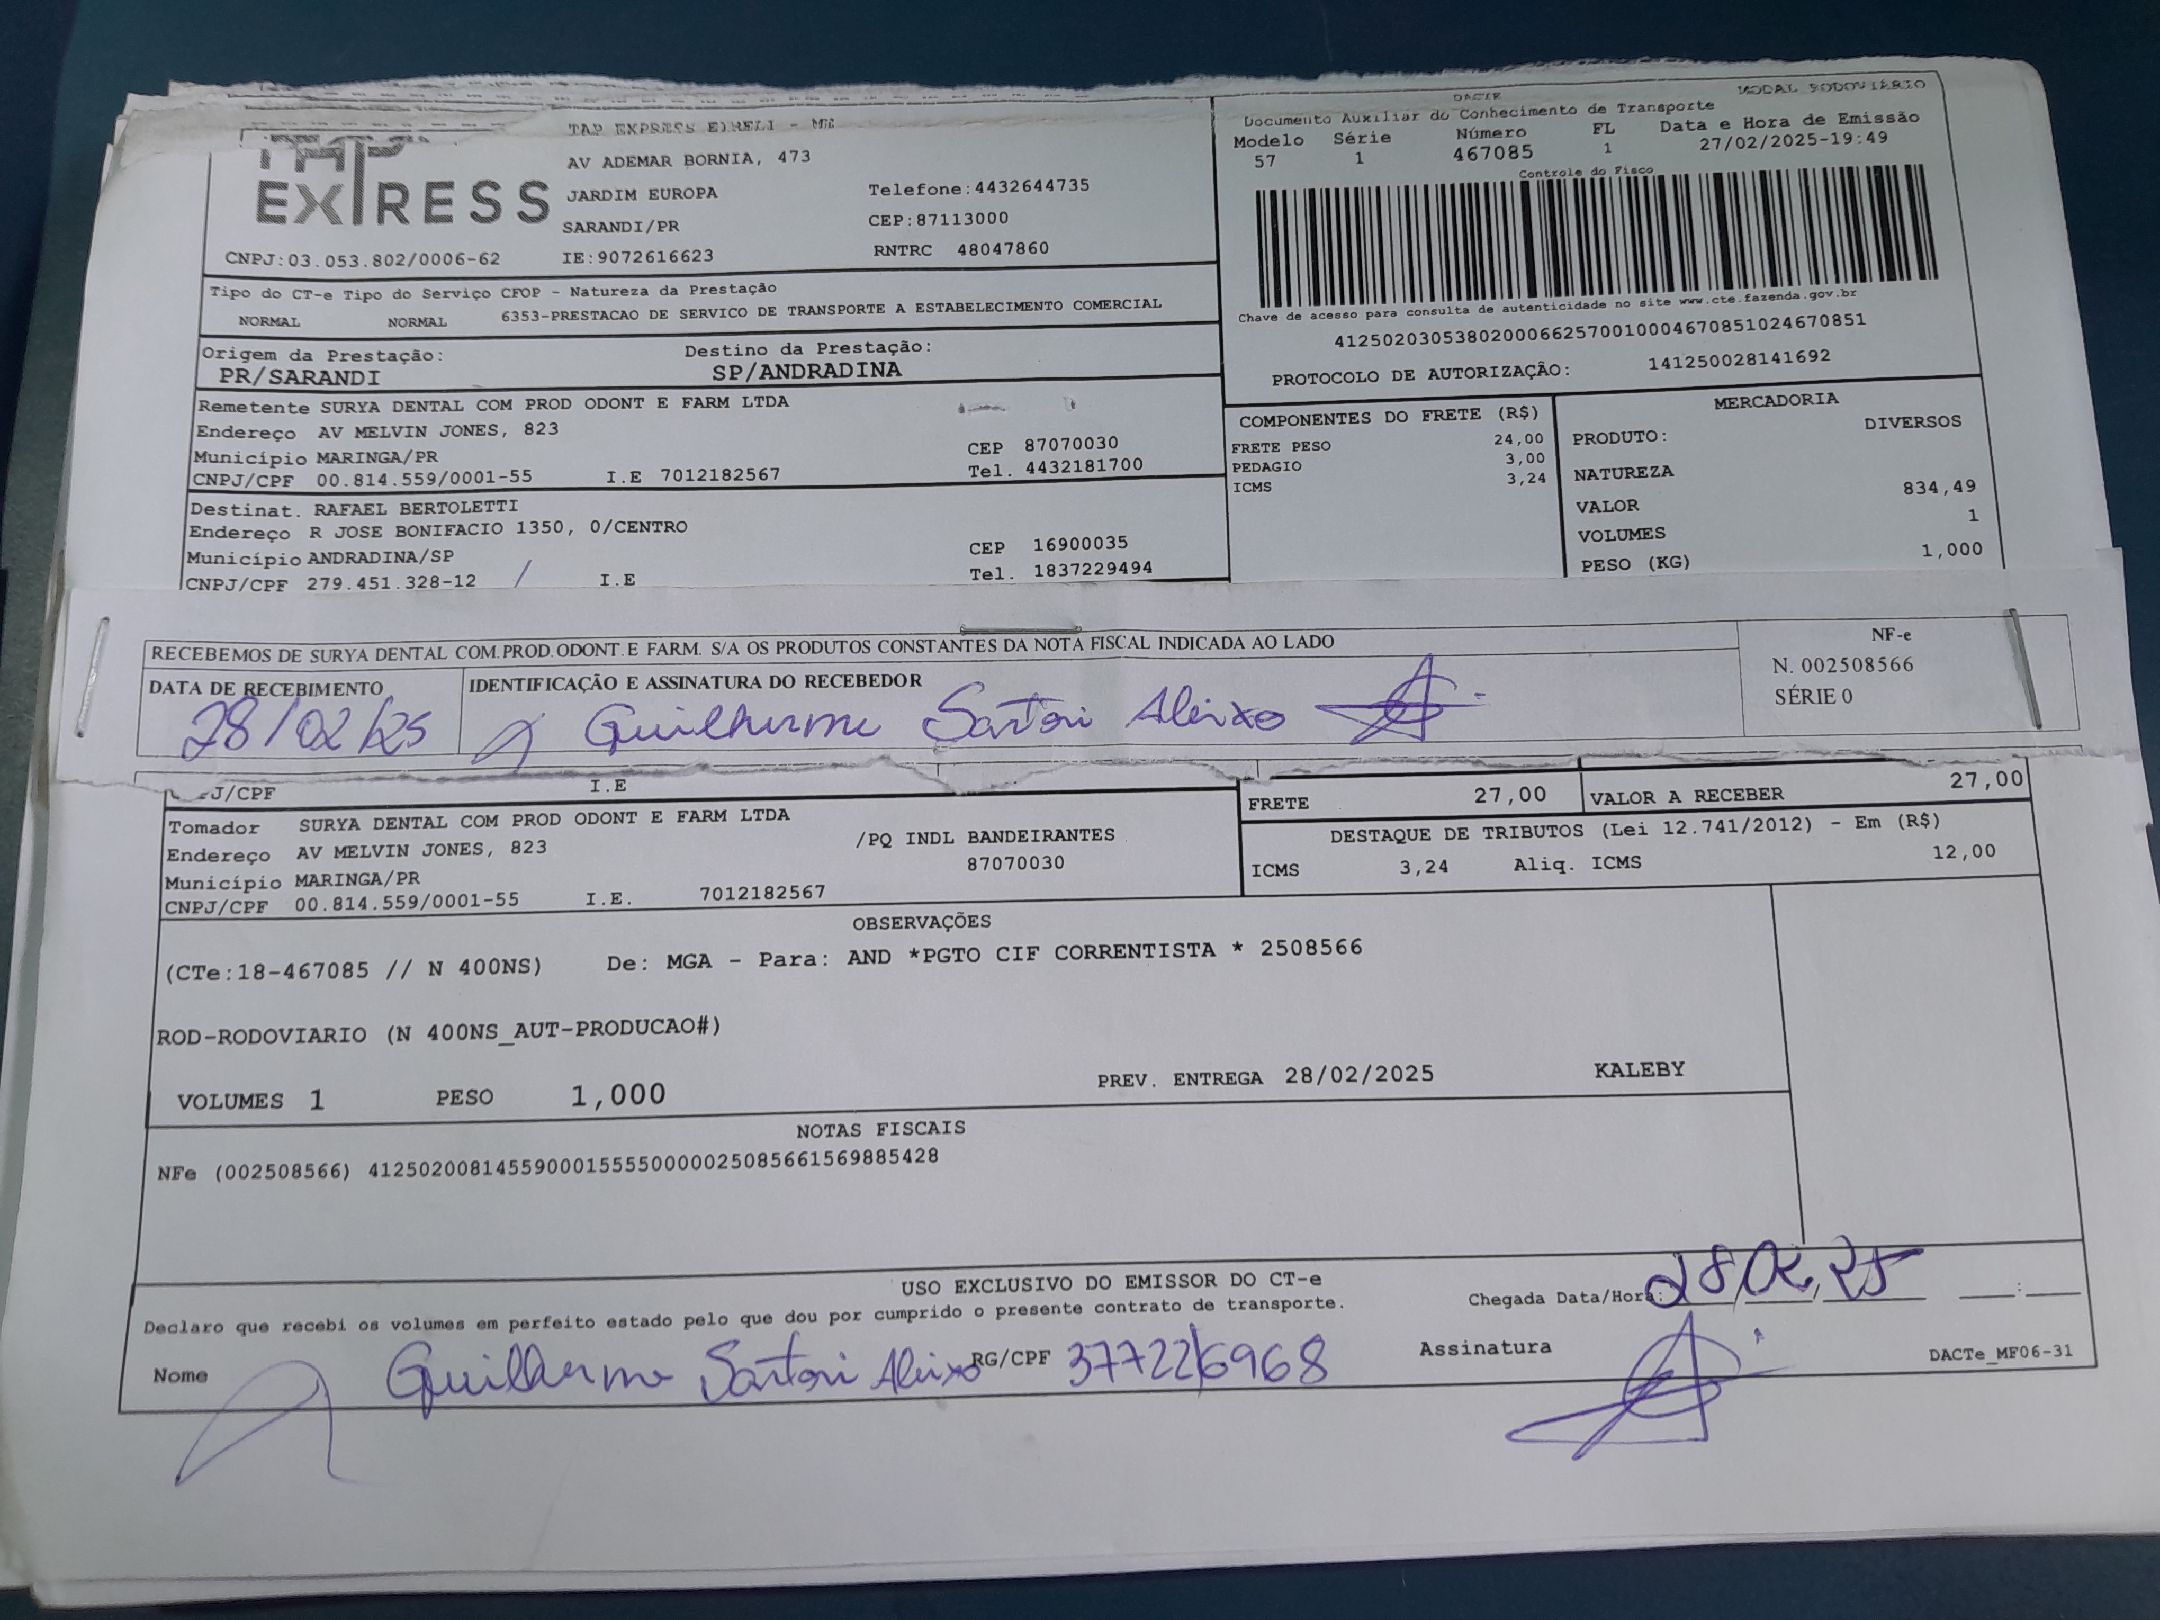 DACTE
MODAL RODOVIÁRIO
TAP EXPRESS EIRELI - ME
Documento Auxiliar do Conhecimento de Transporte
TAP EXPRESS
AV ADEMAR BORNIA, 473
Modelo Série Número FL Data e Hora de Emissão
57 1 467085 1 27/02/2025-19:49
JARDIM EUROPA Telefone:4432644735
Controle do Fisco
SARANDI/PR CEP:87113000
CNPJ:03.053.802/0006-62 IE:9072616623 RNTRC 48047860
Tipo do CT-e Tipo do Serviço CFOP - Natureza da Prestação
NORMAL NORMAL 6353-PRESTACAO DE SERVICO DE TRANSPORTE A ESTABELECIMENTO COMERCIAL
Chave de acesso para consulta de autenticidade no site www.cte.fazenda.gov.br
41250203053802000662570010004670851024670851
Origem da Prestação: Destino da Prestação:
PR/SARANDI SP/ANDRADINA
PROTOCOLO DE AUTORIZAÇÃO: 141250028141692
Remetente SURYA DENTAL COM PROD ODONT E FARM LTDA
Endereço AV MELVIN JONES, 823
Município MARINGA/PR CEP 87070030
CNPJ/CPF 00.814.559/0001-55 I.E 7012182567 Tel. 4432181700
COMPONENTES DO FRETE (R$)
FRETE PESO 24,00
PEDAGIO 3,00
ICMS 3,24
MERCADORIA
PRODUTO: DIVERSOS
NATUREZA
VALOR 834,49
VOLUMES 1
PESO (KG) 1,000
Destinat. RAFAEL BERTOLETTI
Endereço R JOSE BONIFACIO 1350, 0/CENTRO
Município ANDRADINA/SP CEP 16900035
CNPJ/CPF 279.451.328-12 I.E Tel. 1837229494
RECEBEMOS DE SURYA DENTAL COM.PROD.ODONT.E FARM. S/A OS PRODUTOS CONSTANTES DA NOTA FISCAL INDICADA AO LADO
NF-e
N. 002508566
SÉRIE 0
DATA DE RECEBIMENTO IDENTIFICAÇÃO E ASSINATURA DO RECEBEDOR
28/02/25 Guilherme Sartori Aleixo
J/CPF I.E
FRETE 27,00 VALOR A RECEBER 27,00
Tomador SURYA DENTAL COM PROD ODONT E FARM LTDA
Endereço AV MELVIN JONES, 823 /PQ INDL BANDEIRANTES
Município MARINGA/PR 87070030
CNPJ/CPF 00.814.559/0001-55 I.E. 7012182567
DESTAQUE DE TRIBUTOS (Lei 12.741/2012) - Em (R$)
ICMS 3,24 Aliq. ICMS 12,00
OBSERVAÇÕES
(CTe:18-467085 // N 400NS) De: MGA - Para: AND *PGTO CIF CORRENTISTA * 2508566
ROD-RODOVIARIO (N 400NS_AUT-PRODUCAO#)
VOLUMES 1 PESO 1,000 PREV. ENTREGA 28/02/2025 KALEBY
NOTAS FISCAIS
NFe (002508566) 41250200814559000155550000025085661569885428
USO EXCLUSIVO DO EMISSOR DO CT-e
Declaro que recebi os volumes em perfeito estado pelo que dou por cumprido o presente contrato de transporte.
Chegada Data/Hora: 28/02/25 :
Nome Guilherme Sartori Aleixo RG/CPF 377226968 Assinatura
DACTe_MF06-31